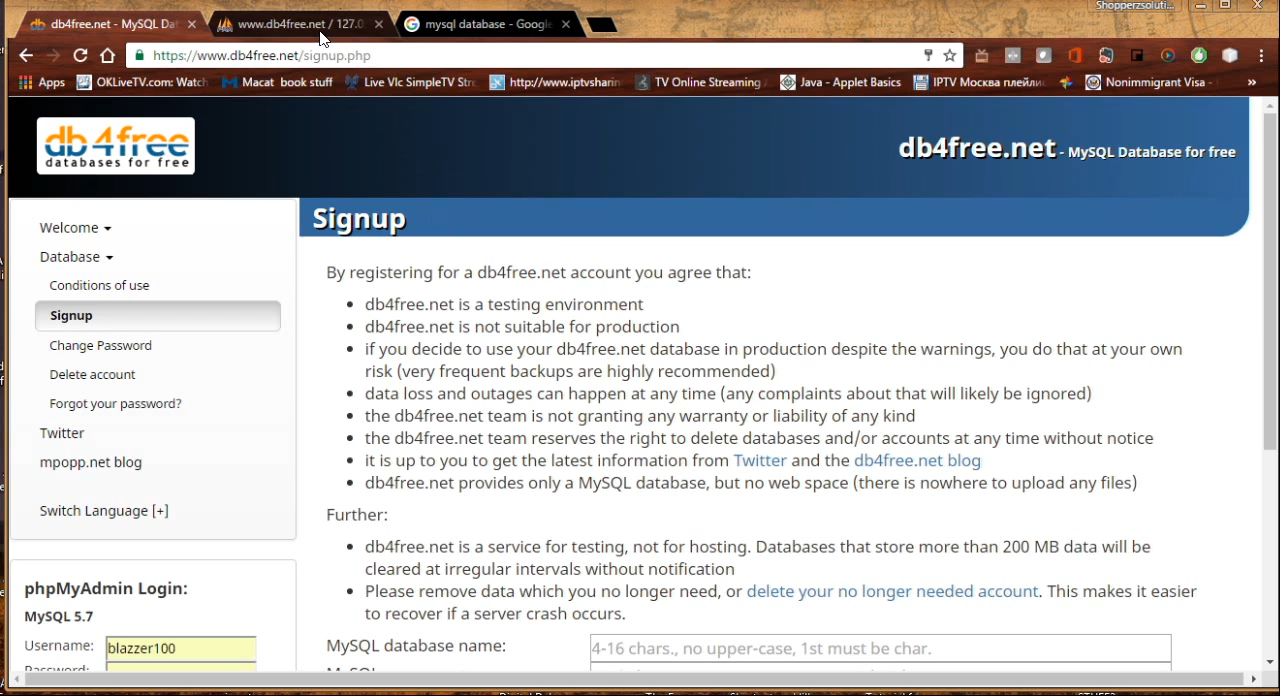 Shopperzsoluti...
db4free.net - MySQL Da
www.db4free.net / 127.0
mysql database - Google
https://www.db4free.net/signup.php
Apps
OKLiveTV.com: Watch
Macat book stuff
Live Vlc SimpleTV Str
http://www.iptvsharin
TV Online Streaming
Java - Applet Basics
IPTV Москва плейли
Nonimmigrant Visa -
»
db4free
databases for free
db4free.net - MySQL Database for free
Welcome
Database
Conditions of use
Signup
Change Password
Delete account
Forgot your password?
Twitter
mpopp.net blog
Switch Language [+]
phpMyAdmin Login:
MySQL 5.7
Username: blazzer100
Password:
Signup
By registering for a db4free.net account you agree that:
• db4free.net is a testing environment
• db4free.net is not suitable for production
• if you decide to use your db4free.net database in production despite the warnings, you do that at your own
risk (very frequent backups are highly recommended)
• data loss and outages can happen at any time (any complaints about that will likely be ignored)
• the db4free.net team is not granting any warranty or liability of any kind
• the db4free.net team reserves the right to delete databases and/or accounts at any time without notice
• it is up to you to get the latest information from Twitter and the db4free.net blog
• db4free.net provides only a MySQL database, but no web space (there is nowhere to upload any files)
Further:
• db4free.net is a service for testing, not for hosting. Databases that store more than 200 MB data will be
cleared at irregular intervals without notification
• Please remove data which you no longer need, or delete your no longer needed account. This makes it easier
to recover if a server crash occurs.
MySQL database name:
4-16 chars., no upper-case, 1st must be char.